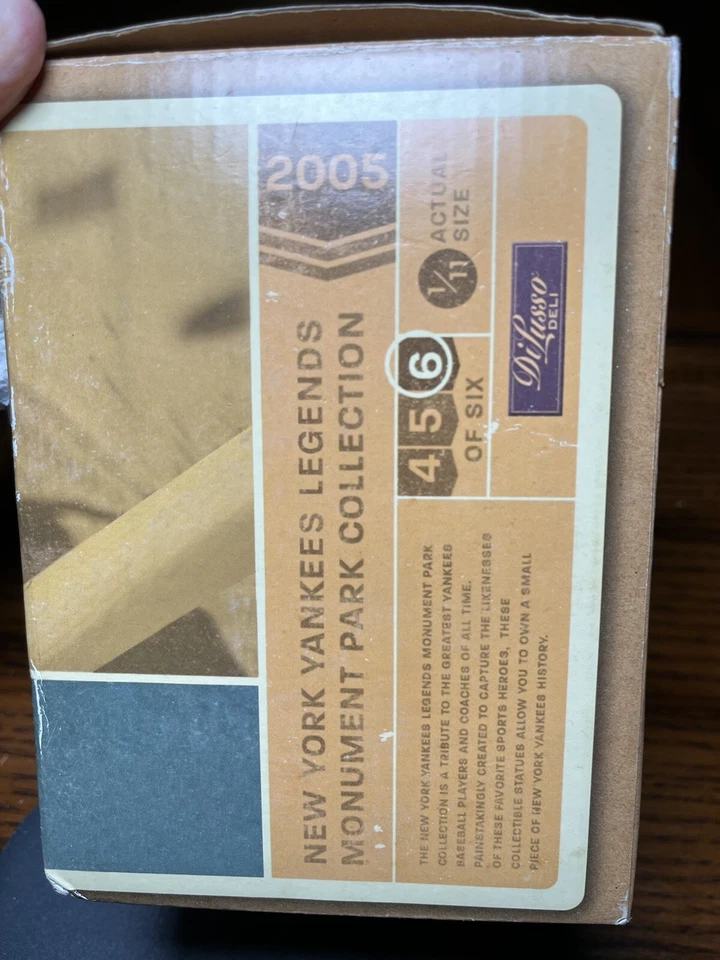 NEW YORK YANKEES LEGENDS
MONUMENT PARK COLLECTION
2005
THE NEW YORK YANKEES LEGENDS MONUMENT PARK
COLLECTION IS A TRIBUTE TO THE GREATEST YANKEES
BASEBALL PLAYERS AND COACHES OF ALL TIME.
PAINSTAKINGLY CREATED TO CAPTURE THE LIKENESSES
OF THESE FAVORITE SPORTS HEROES, THESE
COLLECTIBLE STATUES ALLOW YOU TO OWN A SMALL
PIECE OF NEW YORK YANKEES HISTORY.
4 5 6
OF SIX
1/11 ACTUAL
SIZE
DiLusso
DELI